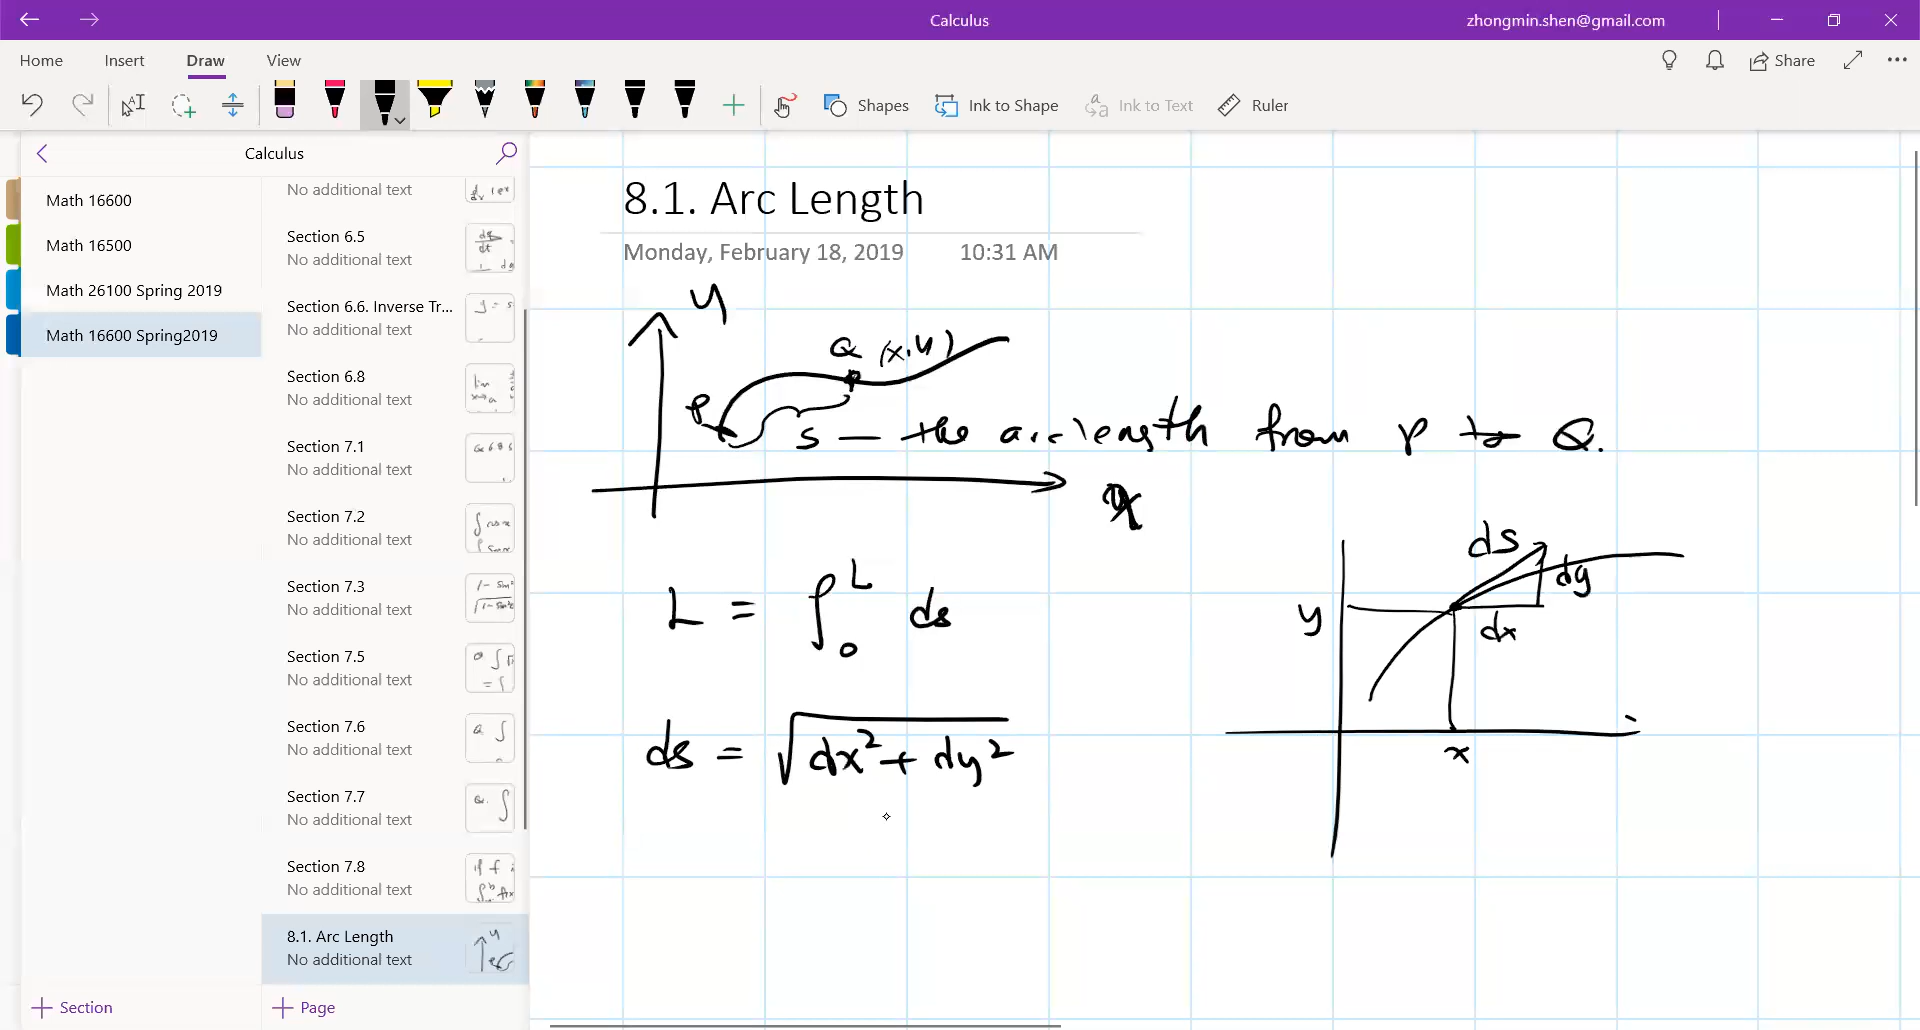 Calculus
zhongmin.shen@gmail.com
Home Insert Draw View
Share
Shapes Ink to Shape Ink to Text Ruler
Calculus
Math 16600
Math 16500
Math 26100 Spring 2019
Math 16600 Spring2019
No additional text
Section 6.5
No additional text
Section 6.6. Inverse Tr...
No additional text
Section 6.8
No additional text
Section 7.1
No additional text
Section 7.2
No additional text
Section 7.3
No additional text
Section 7.5
No additional text
Section 7.6
No additional text
Section 7.7
No additional text
Section 7.8
No additional text
8.1. Arc Length
No additional text
Section
Page
8.1. Arc Length
Monday, February 18, 2019 10:31 AM
y
Q (x,y)
P
s — the arc length from P to Q.
x
L = ∫₀ᴸ ds
ds = √(dx² + dy²)
ds
dy
y
dx
x